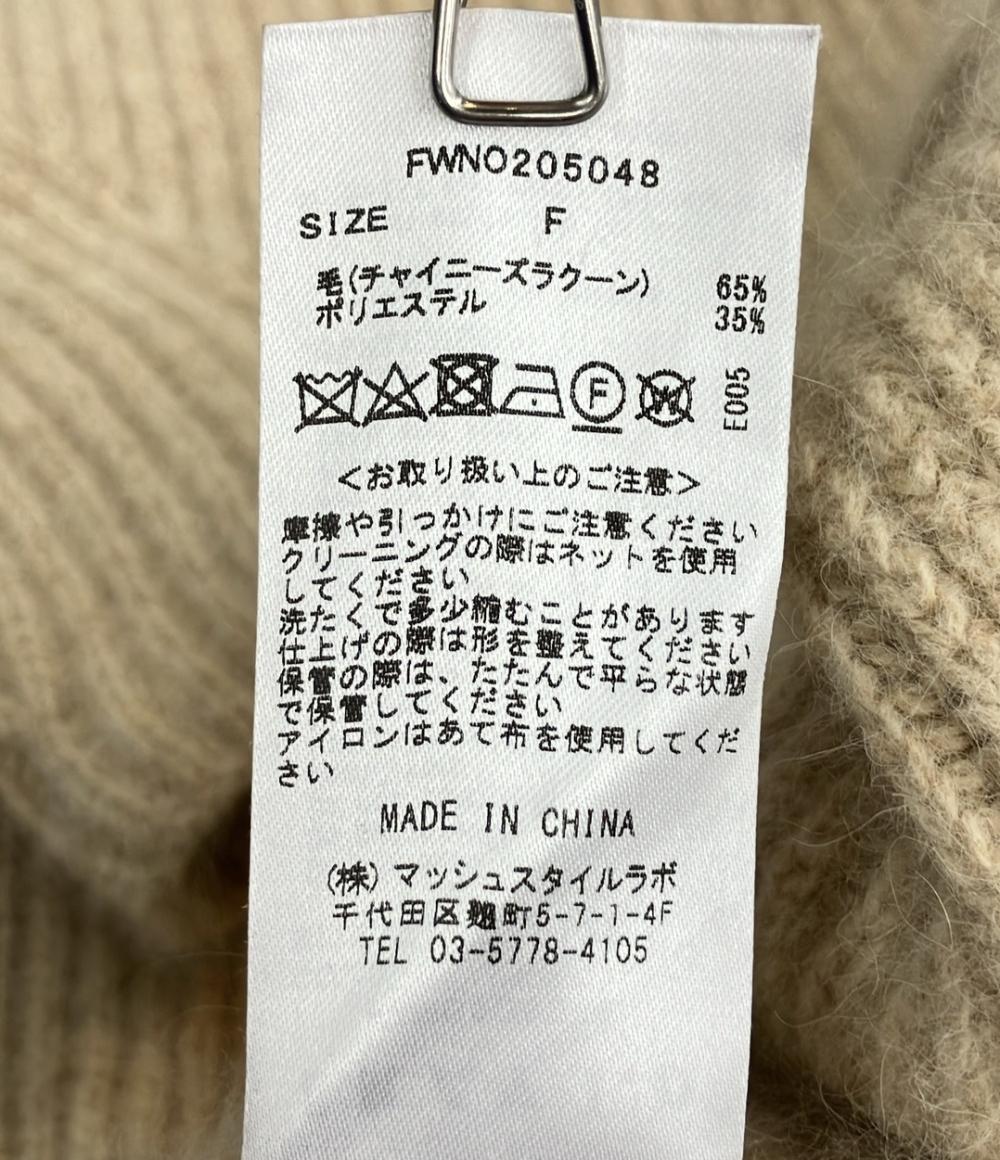 FWNO205048
SIZE F
毛(チャイニーズラクーン) 65%
ポリエステル 35%
F W E005
<お取り扱い上のご注意>
摩擦や引っかけにご注意ください
クリーニングの際はネットを使用
してください
洗たくで多少縮むことがあります
仕上げの際は形を整えてください
保管の際は、たたんで平らな状態
で保管してください
アイロンはあて布を使用してくだ
さい
MADE IN CHINA
(株)マッシュスタイルラボ
千代田区麹町5-7-1-4F
TEL 03-5778-4105